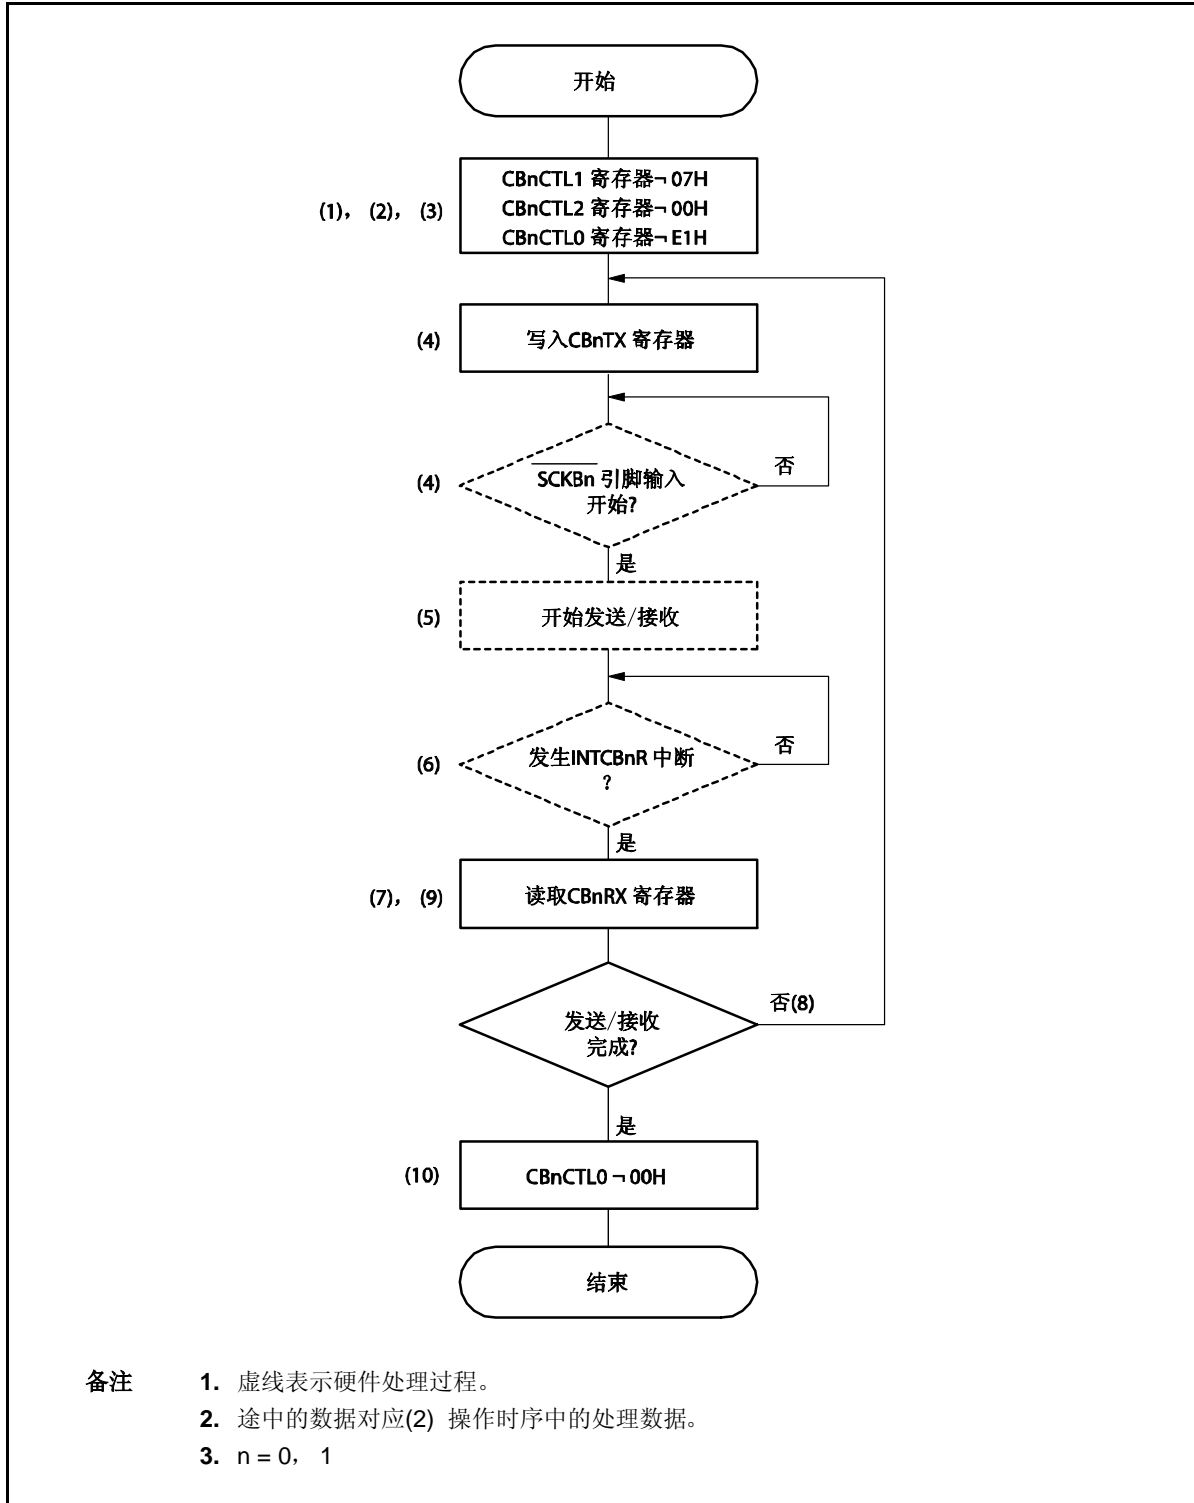 开始
(1)， (2)， (3)
CBnCTL1 寄存器¬ 07H
CBnCTL2 寄存器¬ 00H
CBnCTL0 寄存器¬ E1H
(4)
写入CBnTX 寄存器
(4)
SCKBn 引脚输入
开始?
否
是
(5)
开始发送/接收
(6)
发生INTCBnR 中断
?
否
是
(7)， (9)
读取CBnRX 寄存器
发送/接收
完成?
否(8)
是
(10)
CBnCTL0 ¬ 00H
结束
备注 1. 虚线表示硬件处理过程。
2. 途中的数据对应(2) 操作时序中的处理数据。
3. n = 0， 1